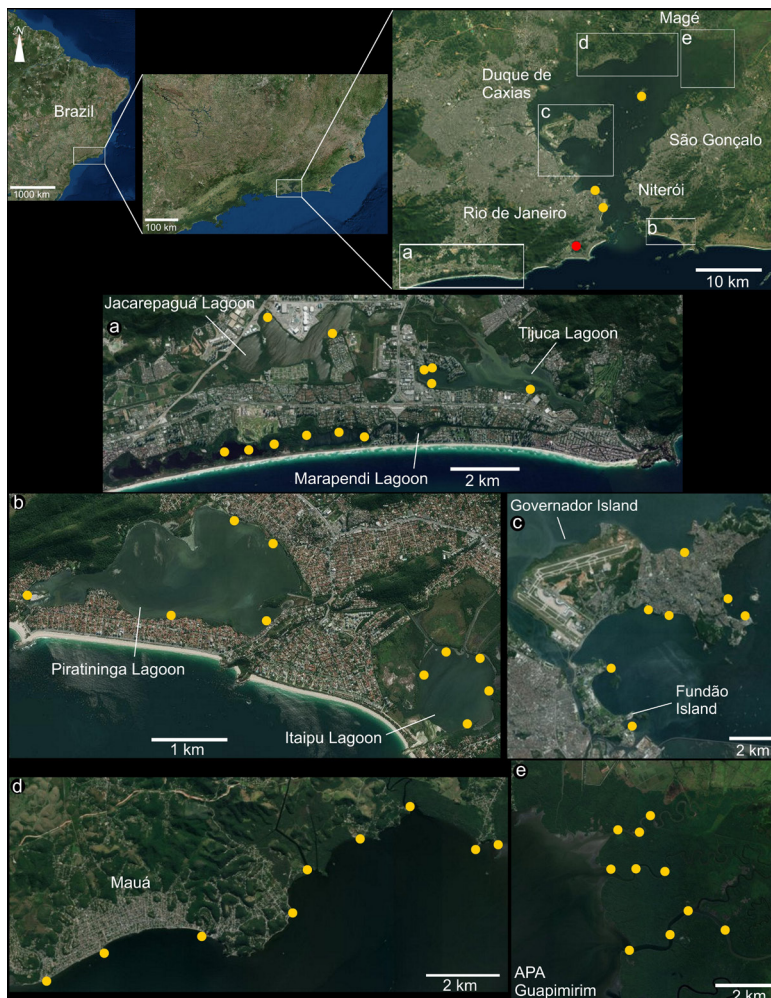 N
Brazil
1000 km
100 km
Magé
d
e
Duque de
Caxias
c
São Gonçalo
Niterói
Rio de Janeiro
b
a
10 km
Jacarepaguá Lagoon
a
Tijuca Lagoon
Marapendi Lagoon
2 km
b
Piratininga Lagoon
1 km
Itaipu Lagoon
Governador Island
c
Fundão
Island
2 km
d
Mauá
2 km
e
APA
Guapimirim
2 km